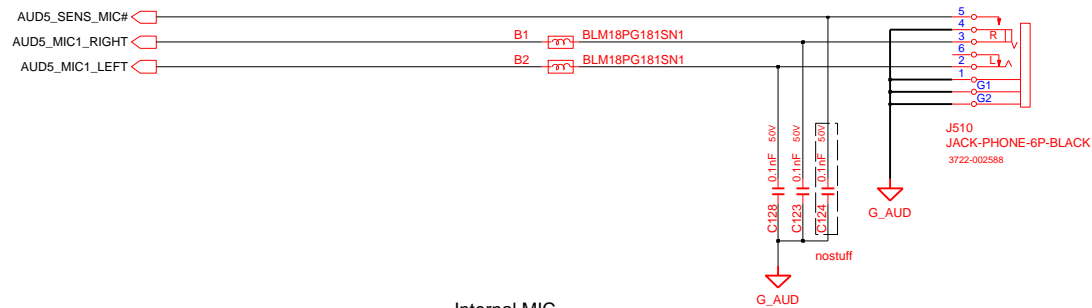 AUD5_SENS_MIC#
AUD5_MIC1_RIGHT
AUD5_MIC1_LEFT
B1 BLM18PG181SN1
B2 BLM18PG181SN1
5
4
3 R
6
2 L
1
G1
G2
J510
JACK-PHONE-6P-BLACK
3722-002588
G_AUD
C128 0.1nF 50V
C123 0.1nF 50V
C124 0.1nF 50V
nostuff
G_AUD
Internal MIC